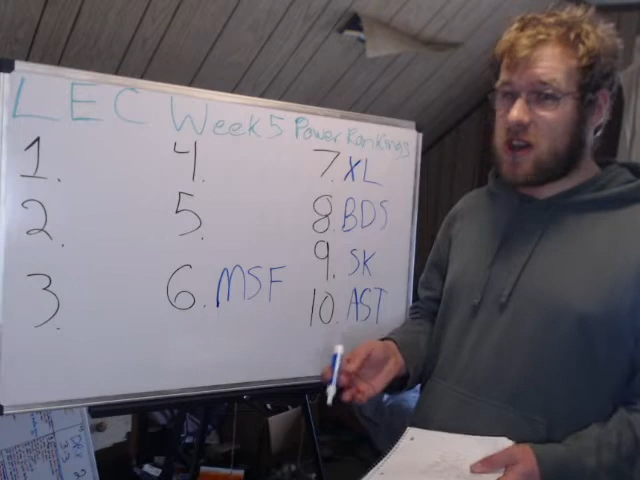 LEC Week 5 Power Rankings
1.
2.
3.
4.
5.
6. MSF
7. XL
8. BDS
9. SK
10. AST